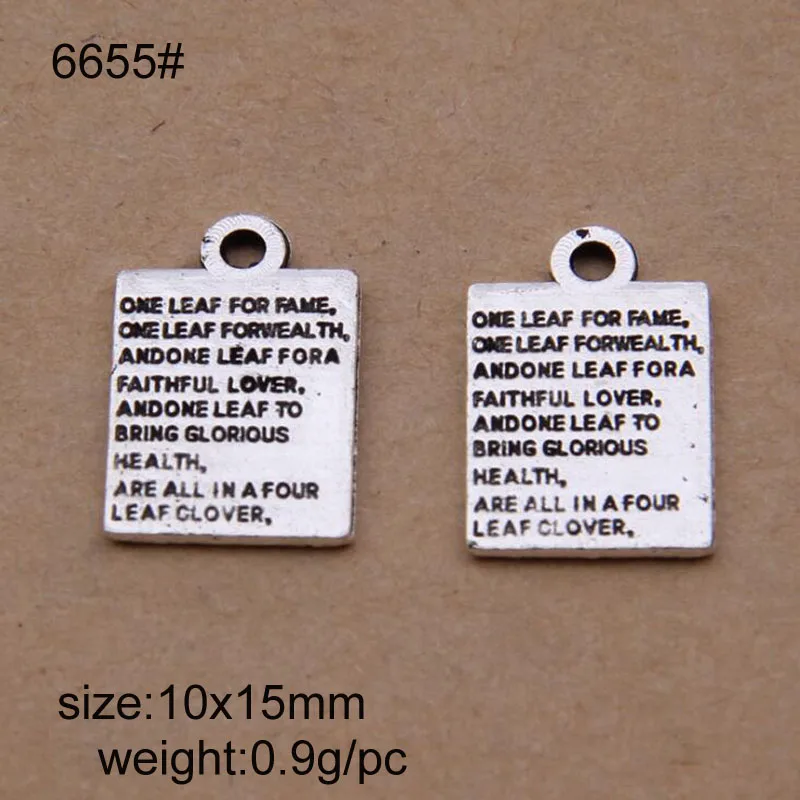 6655#
ONE LEAF FOR FAME,
ONE LEAF FORWEALTH,
ANDONE LEAF FORA
FAITHFUL LOVER,
ANDONE LEAF TO
BRING GLORIOUS
HEALTH,
ARE ALL IN A FOUR
LEAF CLOVER,
ONE LEAF FOR FAME,
ONE LEAF FORWEALTH,
ANDONE LEAF FORA
FAITHFUL LOVER,
ANDONE LEAF TO
BRING GLORIOUS
HEALTH,
ARE ALL IN A FOUR
LEAF CLOVER,
size:10x15mm
weight:0.9g/pc